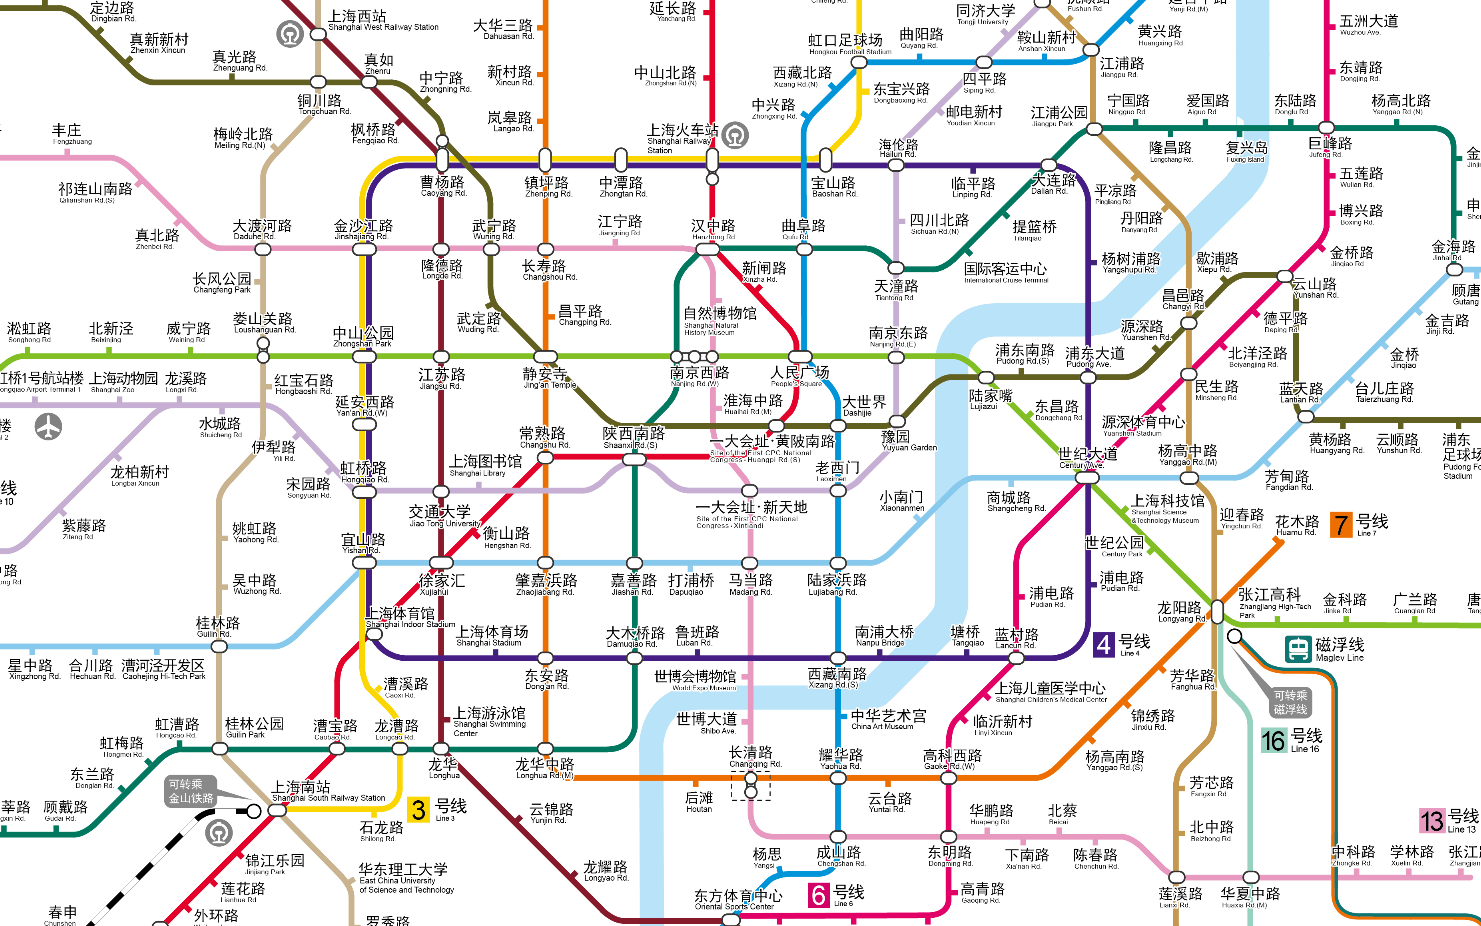 定边路
Dingbian Rd.
真新新村
Zhenxin Xincun
真光路
Zhenguang Rd.
上海西站
Shanghai West Railway Station
真如
Zhenru
铜川路
Tongchuan Rd.
中宁路
Zhongning Rd.
枫桥路
Fengqiao Rd.
梅岭北路
Meiling Rd.(N)
大华三路
Dahuasan Rd.
新村路
Xincun Rd.
岚皋路
Langao Rd.
延长路
Yanchang Rd.
中山北路
Zhongshan Rd.(N)
上海火车站
Shanghai Railway
Station
虹口足球场
Hongkou Football Stadium
西藏北路
Xizang Rd.(N)
中兴路
Zhongxing Rd.
东宝兴路
Dongbaoxing Rd.
曲阳路
Quyang Rd.
同济大学
Tongji University
四平路
Siping Rd.
鞍山新村
Anshan Xincun
邮电新村
Youdian Xincun
海伦路
Hailun Rd.
抚顺路
Fushun Rd.
江浦路
Jiangpu Rd.
黄兴路
Huangxing Rd.
江浦公园
Jiangpu Park
宁国路
Ningguo Rd.
隆昌路
Longchang Rd.
爱国路
Aiguo Rd.
复兴岛
Fuxing Island
东陆路
Donglu Rd.
巨峰路
Jufeng Rd.
杨高北路
Yanggao Rd.(N)
五洲大道
Wuzhou Ave.
东靖路
Dongjing Rd.
五莲路
Wulian Rd.
博兴路
Boxing Rd.
金桥路
Jinqiao Rd
云山路
Yunshan Rd.
金海路
Jinhai Rd
顾唐
丰庄
Fengzhuang
祁连山南路
Qilianshan Rd.(S)
真北路
Zhenbei Rd.
大渡河路
Daduhe Rd.
长风公园
Changfeng Park
金沙江路
Jinshajiang Rd.
曹杨路
Caoyang Rd.
隆德路
Longde Rd.
武宁路
Wuning Rd.
武定路
Wuding Rd.
镇坪路
Zhenping Rd.
长寿路
Changshou Rd.
昌平路
Changping Rd.
中潭路
Zhongtan Rd.
江宁路
Jiangning Rd.
汉中路
Hanzhong Rd.
新闸路
Xinzha Rd.
自然博物馆
Shanghai Natural
History Museum
宝山路
Baoshan Rd.
曲阜路
Qufu Rd
四川北路
Sichuan Rd.(N)
天潼路
Tiantong Rd.
临平路
Linping Rd.
大连路
Dalian Rd.
提篮桥
Tilanqiao
国际客运中心
International Cruise Terminal
平凉路
Pingliang Rd
丹阳路
Danyang Rd
杨树浦路
Yangshupu Rd.
歇浦路
Xiepu Rd.
昌邑路
Changyi Rd.
源深路
Yuanshen Rd.
德平路
Deping Rd.
北洋泾路
Beiyangjing Rd.
民生路
Minsheng Rd.
源深体育中心
Yuanshen Stadium
金吉路
Jinji Rd.
金桥
Jinqiao
台儿庄路
Taierzhuang Rd.
蓝天路
Lantian Rd.
黄杨路
Huangyang Rd.
云顺路
Yunshun Rd.
浦东
足球场
Pudong Fo
Stadium
淞虹路
Songhong Rd.
北新泾
Beixinjing
威宁路
Weining Rd
娄山关路
Loushanguan Rd.
中山公园
Zhongshan Park
江苏路
Jiangsu Rd.
静安寺
Jing'an Temple
南京西路
Nanjing Rd.(W)
人民广场
People's Square
南京东路
Nanjing Rd.(E)
浦东南路
Pudong Rd.(S)
陆家嘴
Lujiazui
浦东大道
Pudong Ave.
东昌路
Dongchang Rd.
虹桥1号航站楼
上海动物园
Shanghai Zoo
龙溪路
Longxi Rd.
水城路
Shuicheng Rd
红宝石路
Hongbaoshi Rd.
伊犁路
Yili Rd.
延安西路
Yan'an Rd.(W)
虹桥路
Hongqiao Rd.
宋园路
Songyuan Rd.
龙柏新村
Longbai Xincun
紫藤路
Ziteng Rd
上海图书馆
Shanghai Library
交通大学
Jiao Tong University
常熟路
Changshu Rd.
衡山路
Hengshan Rd.
陕西南路
Shaanxi Rd.(S)
淮海中路
Huaihai Rd.(M)
大世界
Dashijie
豫园
Yuyuan Garden
一大会址·黄陂南路
Site of the First CPC National
Congress·Huangpi Rd.(S)
老西门
Laoximen
一大会址·新天地
Site of the First CPC National
Congress·Xintiandi
小南门
Xiaonanmen
商城路
Shangcheng Rd.
世纪大道
Century Ave.
杨高中路
Yanggao Rd.(M)
芳甸路
Fangdian Rd.
上海科技馆
Shanghai Science
&Technology Museum
世纪公园
Century Park
迎春路
Yingchun Rd.
花木路
Huamu Rd.
7 号线
Line 7
姚虹路
Yaohong Rd.
吴中路
Wuzhong Rd.
桂林路
Guilin Rd.
宜山路
Yishan Rd.
徐家汇
Xujiahui
肇嘉浜路
Zhaojiabang Rd.
嘉善路
Jiashan Rd.
打浦桥
Dapuqiao
马当路
Madang Rd.
陆家浜路
Lujiabang Rd.
浦电路
Pudian Rd.
浦电路
Pudian Rd.
龙阳路
Longyang Rd.
张江高科
Zhangjiang High-Tech
Park
金科路
Jinke Rd
广兰路
Guanglan Rd.
唐
磁浮线
Maglev Line
可转乘
磁浮线
星中路
Xingzhong Rd.
合川路
Hechuan Rd.
漕河泾开发区
Caohejing Hi-Tech Park
上海体育馆
Shanghai Indoor Stadium
上海体育场
Shanghai Stadium
东安路
Dong'an Rd.
大木桥路
Damuqiao Rd.
鲁班路
Luban Rd.
世博会博物馆
World Expo Museum
西藏南路
Xizang Rd.(S)
南浦大桥
Nanpu Bridge
塘桥
Tangqiao
蓝村路
Lancun Rd.
4 号线
Line 4
芳华路
Fanghua Rd.
锦绣路
Jinxiu Rd.
杨高南路
Yanggao Rd.(S)
16 号线
Line 16
上海儿童医学中心
Shanghai Children's Medical Center
临沂新村
Linyi Xincun
高科西路
Gaoke Rd.(W)
中华艺术宫
China Art Museum
世博大道
Shibo Ave.
长清路
Changqing Rd.
耀华路
Yaohua Rd.
漕溪路
Caoxi Rd.
漕宝路
Caobao Rd.
龙漕路
Longcao Rd.
上海游泳馆
Shanghai Swimming
Center
龙华
Longhua
龙华中路
Longhua Rd.(M)
虹漕路
Hongcao Rd.
桂林公园
Guilin Park
虹梅路
Hongmei Rd.
东兰路
Donglan Rd.
顾戴路
Gudai Rd.
莘路
可转乘
金山铁路
上海南站
Shanghai South Railway Station
3 号线
Line 3
石龙路
Shilong Rd.
锦江乐园
Jinjiang Park
莲花路
Lianhua Rd
外环路
春申
Chunshen
华东理工大学
East China University
of Science and Technology
罗秀路
云锦路
Yunjin Rd.
龙耀路
Longyao Rd.
后滩
Houtan
云台路
Yuntai Rd.
成山路
Chengshan Rd.
杨思
Yangsi
东方体育中心
Oriental Sports Center
6 号线
Line 6
东明路
Dongming Rd.
高青路
Gaoqing Rd.
华鹏路
Huapeng Rd.
下南路
Xia'nan Rd.
北蔡
Beicai
陈春路
Chenchun Rd.
芳芯路
Fangxin Rd
北中路
Beizhong Rd
莲溪路
Lianxi Rd.
华夏中路
Huaxia Rd.(M)
13 号线
Line 13
中科路
Zhongke Rd.
学林路
Xuelin Rd.
张江